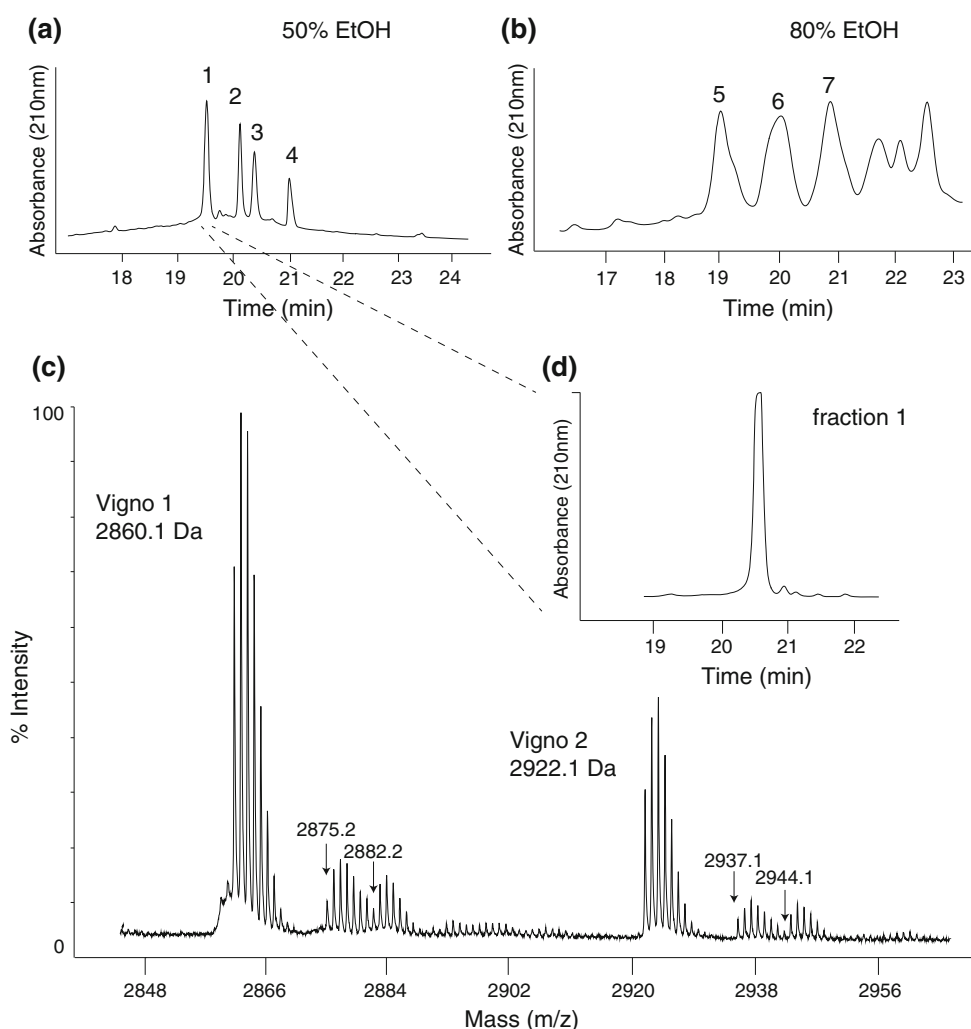 (a)
50% EtOH
Absorbance (210nm)
1
2
3
4
18 19 20 21 22 23 24
Time (min)
(b)
80% EtOH
Absorbance (210nm)
5
6
7
17 18 19 20 21 22 23
Time (min)
(c)
% Intensity
100
0
Vigno 1
2860.1 Da
2875.2
2882.2
Vigno 2
2922.1 Da
2937.1
2944.1
2848 2866 2884 2902 2920 2938 2956
Mass (m/z)
(d)
fraction 1
Absorbance (210nm)
19 20 21 22
Time (min)